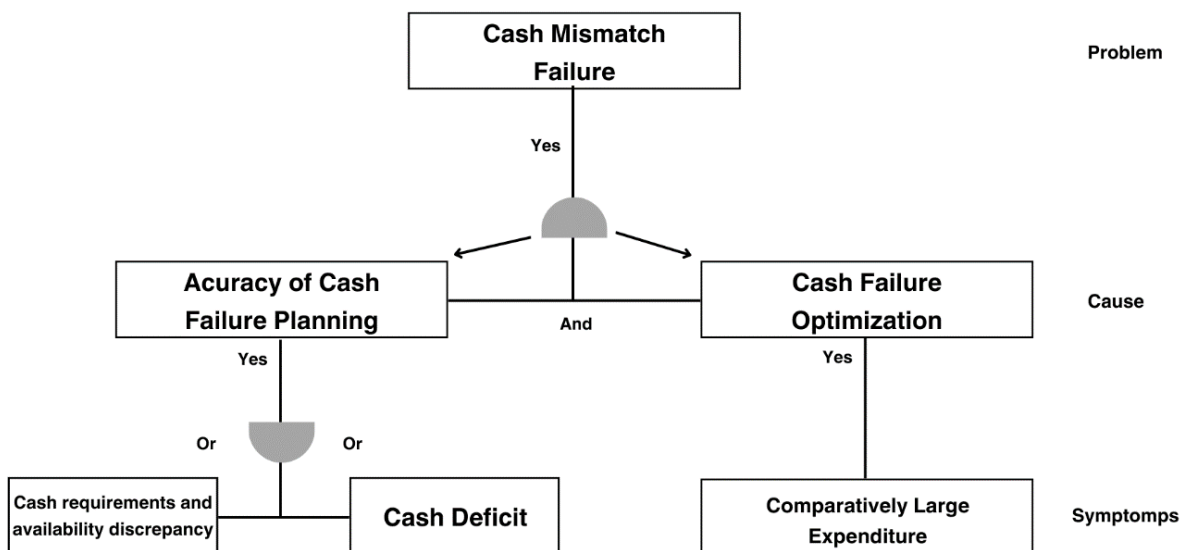 Cash Mismatch
Failure
Problem
Yes
Acuracy of Cash
Failure Planning
Cash Failure
Optimization
Cause
And
Yes
Yes
Or
Or
Cash requirements and
availability discrepancy
Cash Deficit
Comparatively Large
Expenditure
Symptomps